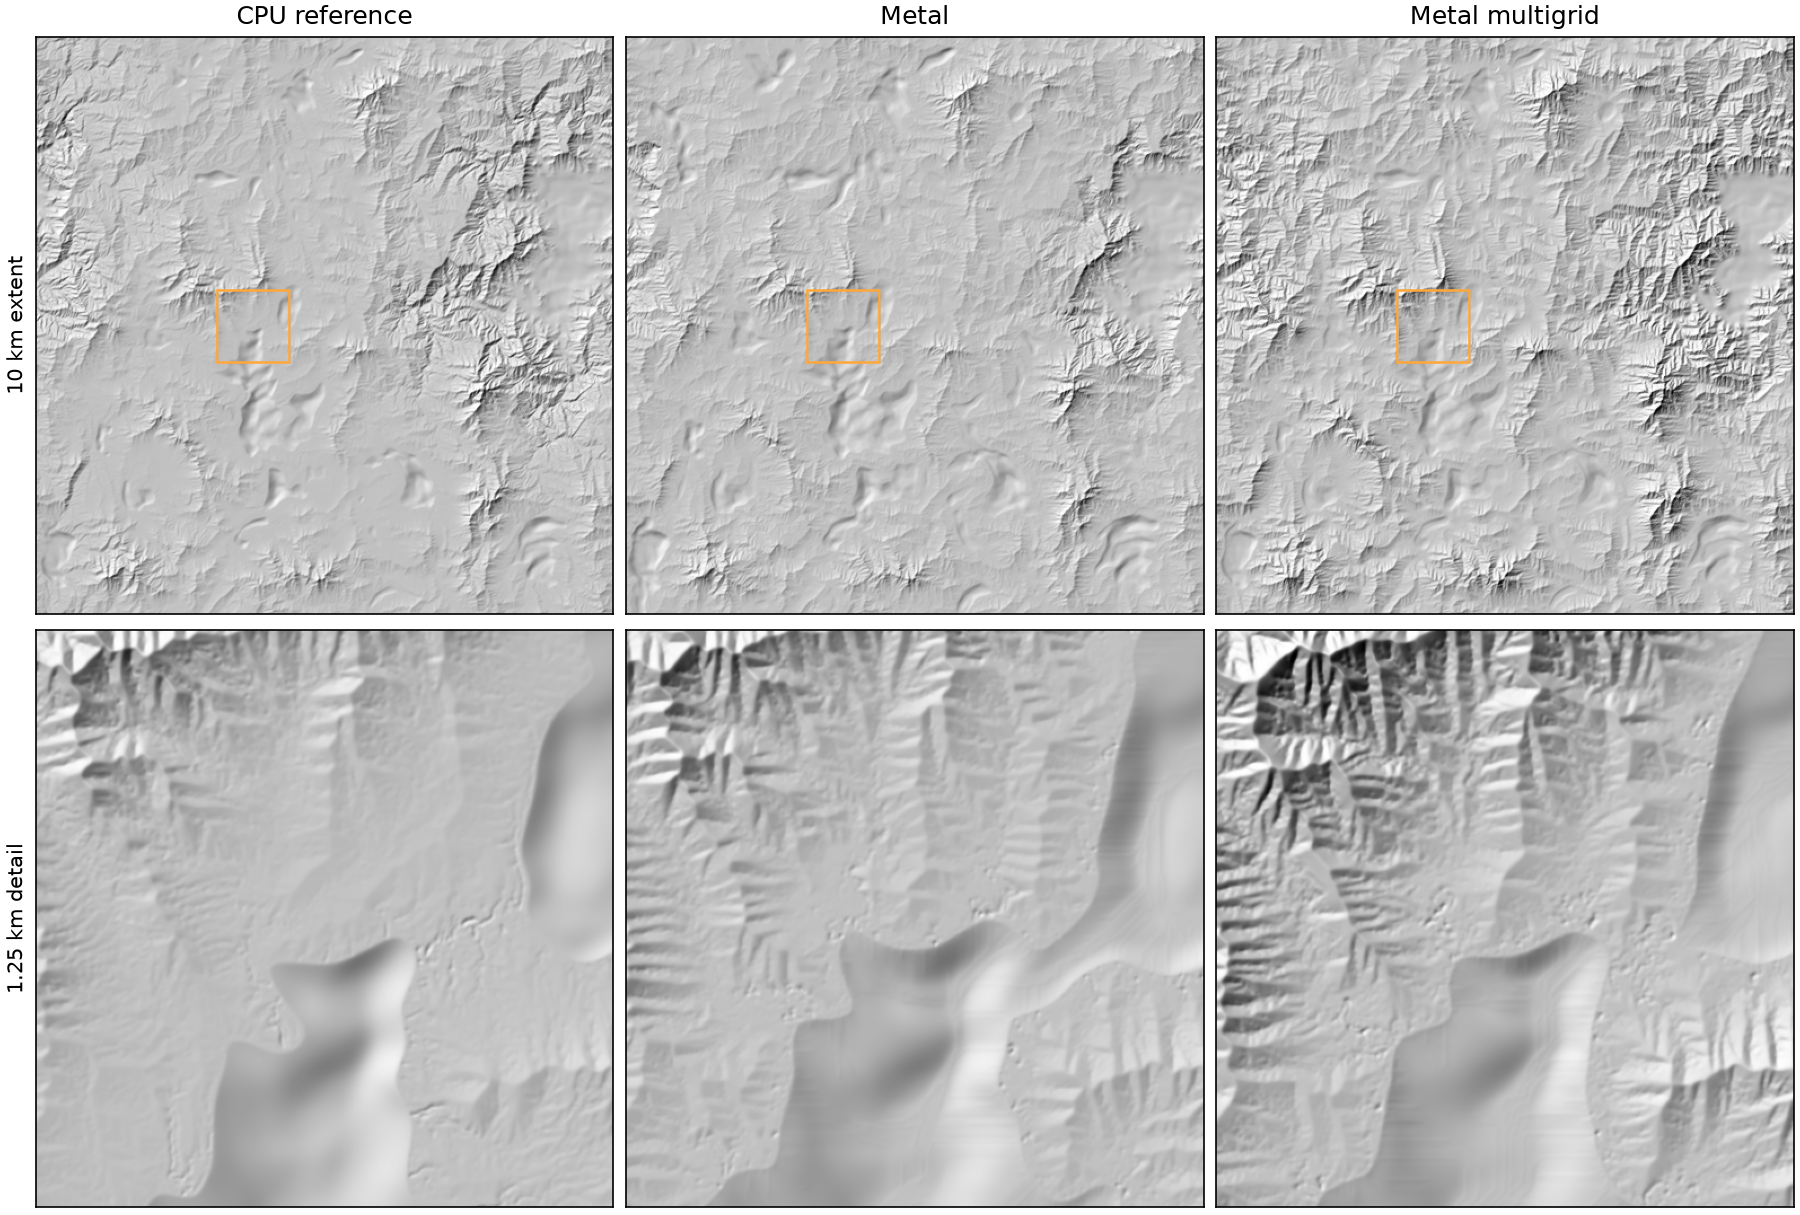 CPU reference
Metal
Metal multigrid
10 km extent
1.25 km detail